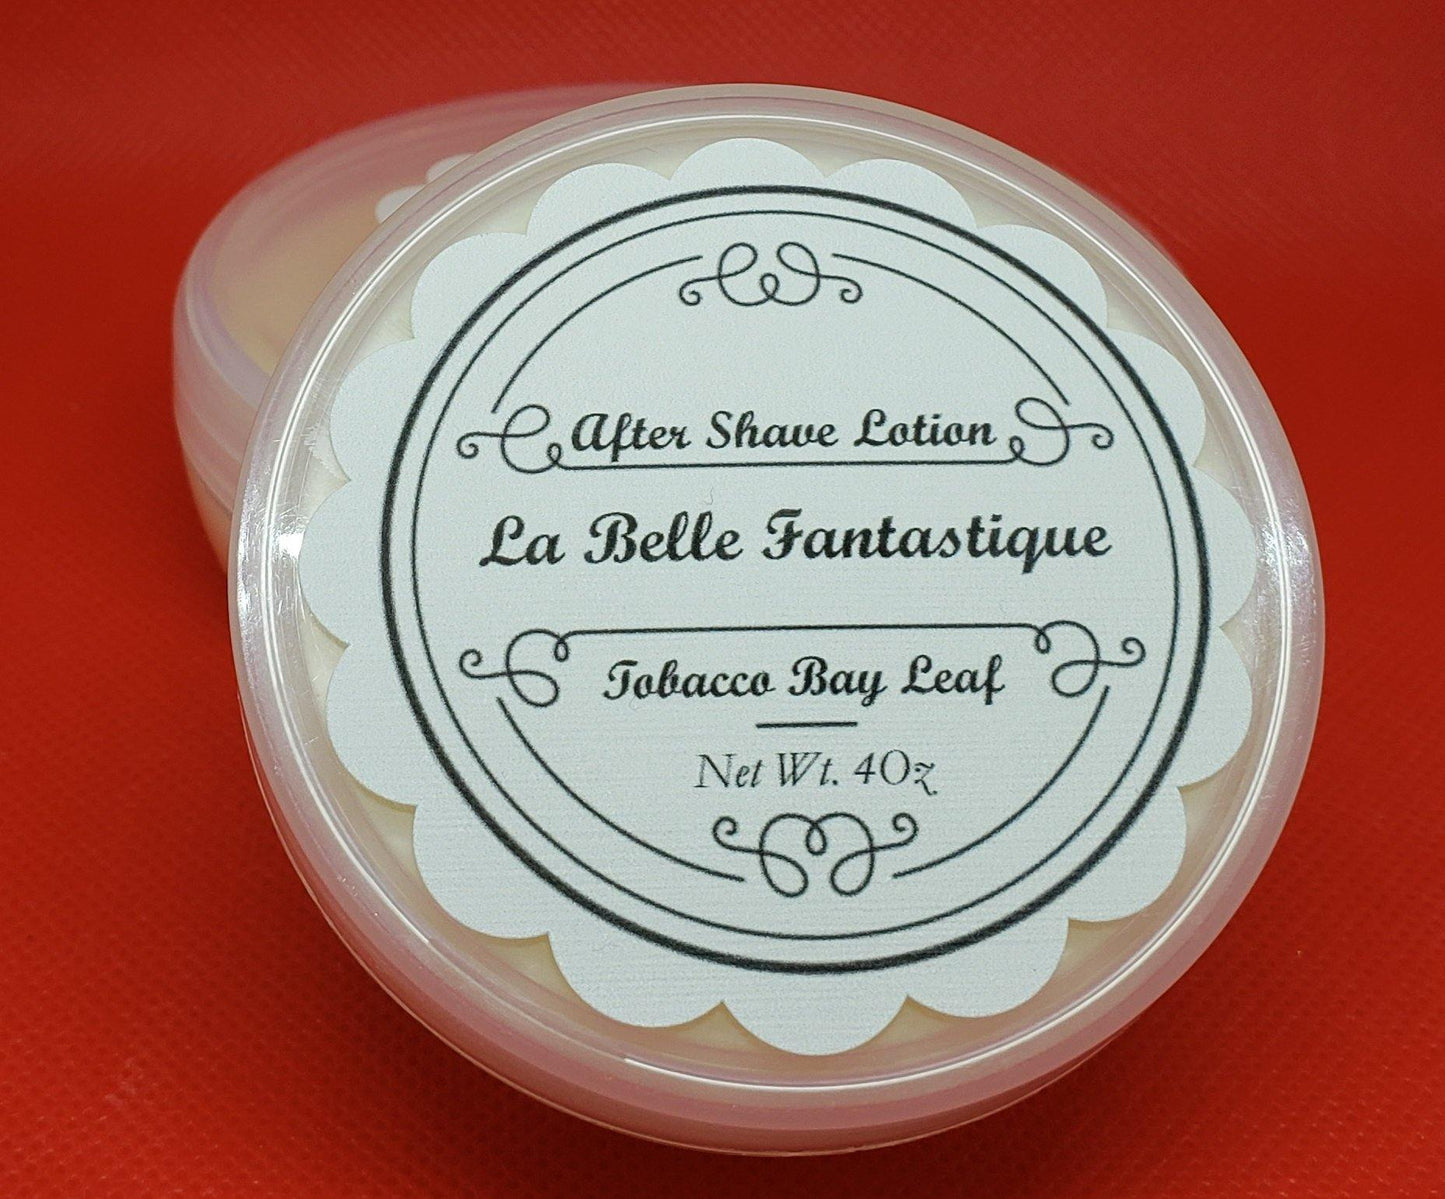 After Shave Lotion
La Belle Fantastique
Tobacco Bay Leaf
Net Wt. 4Oz